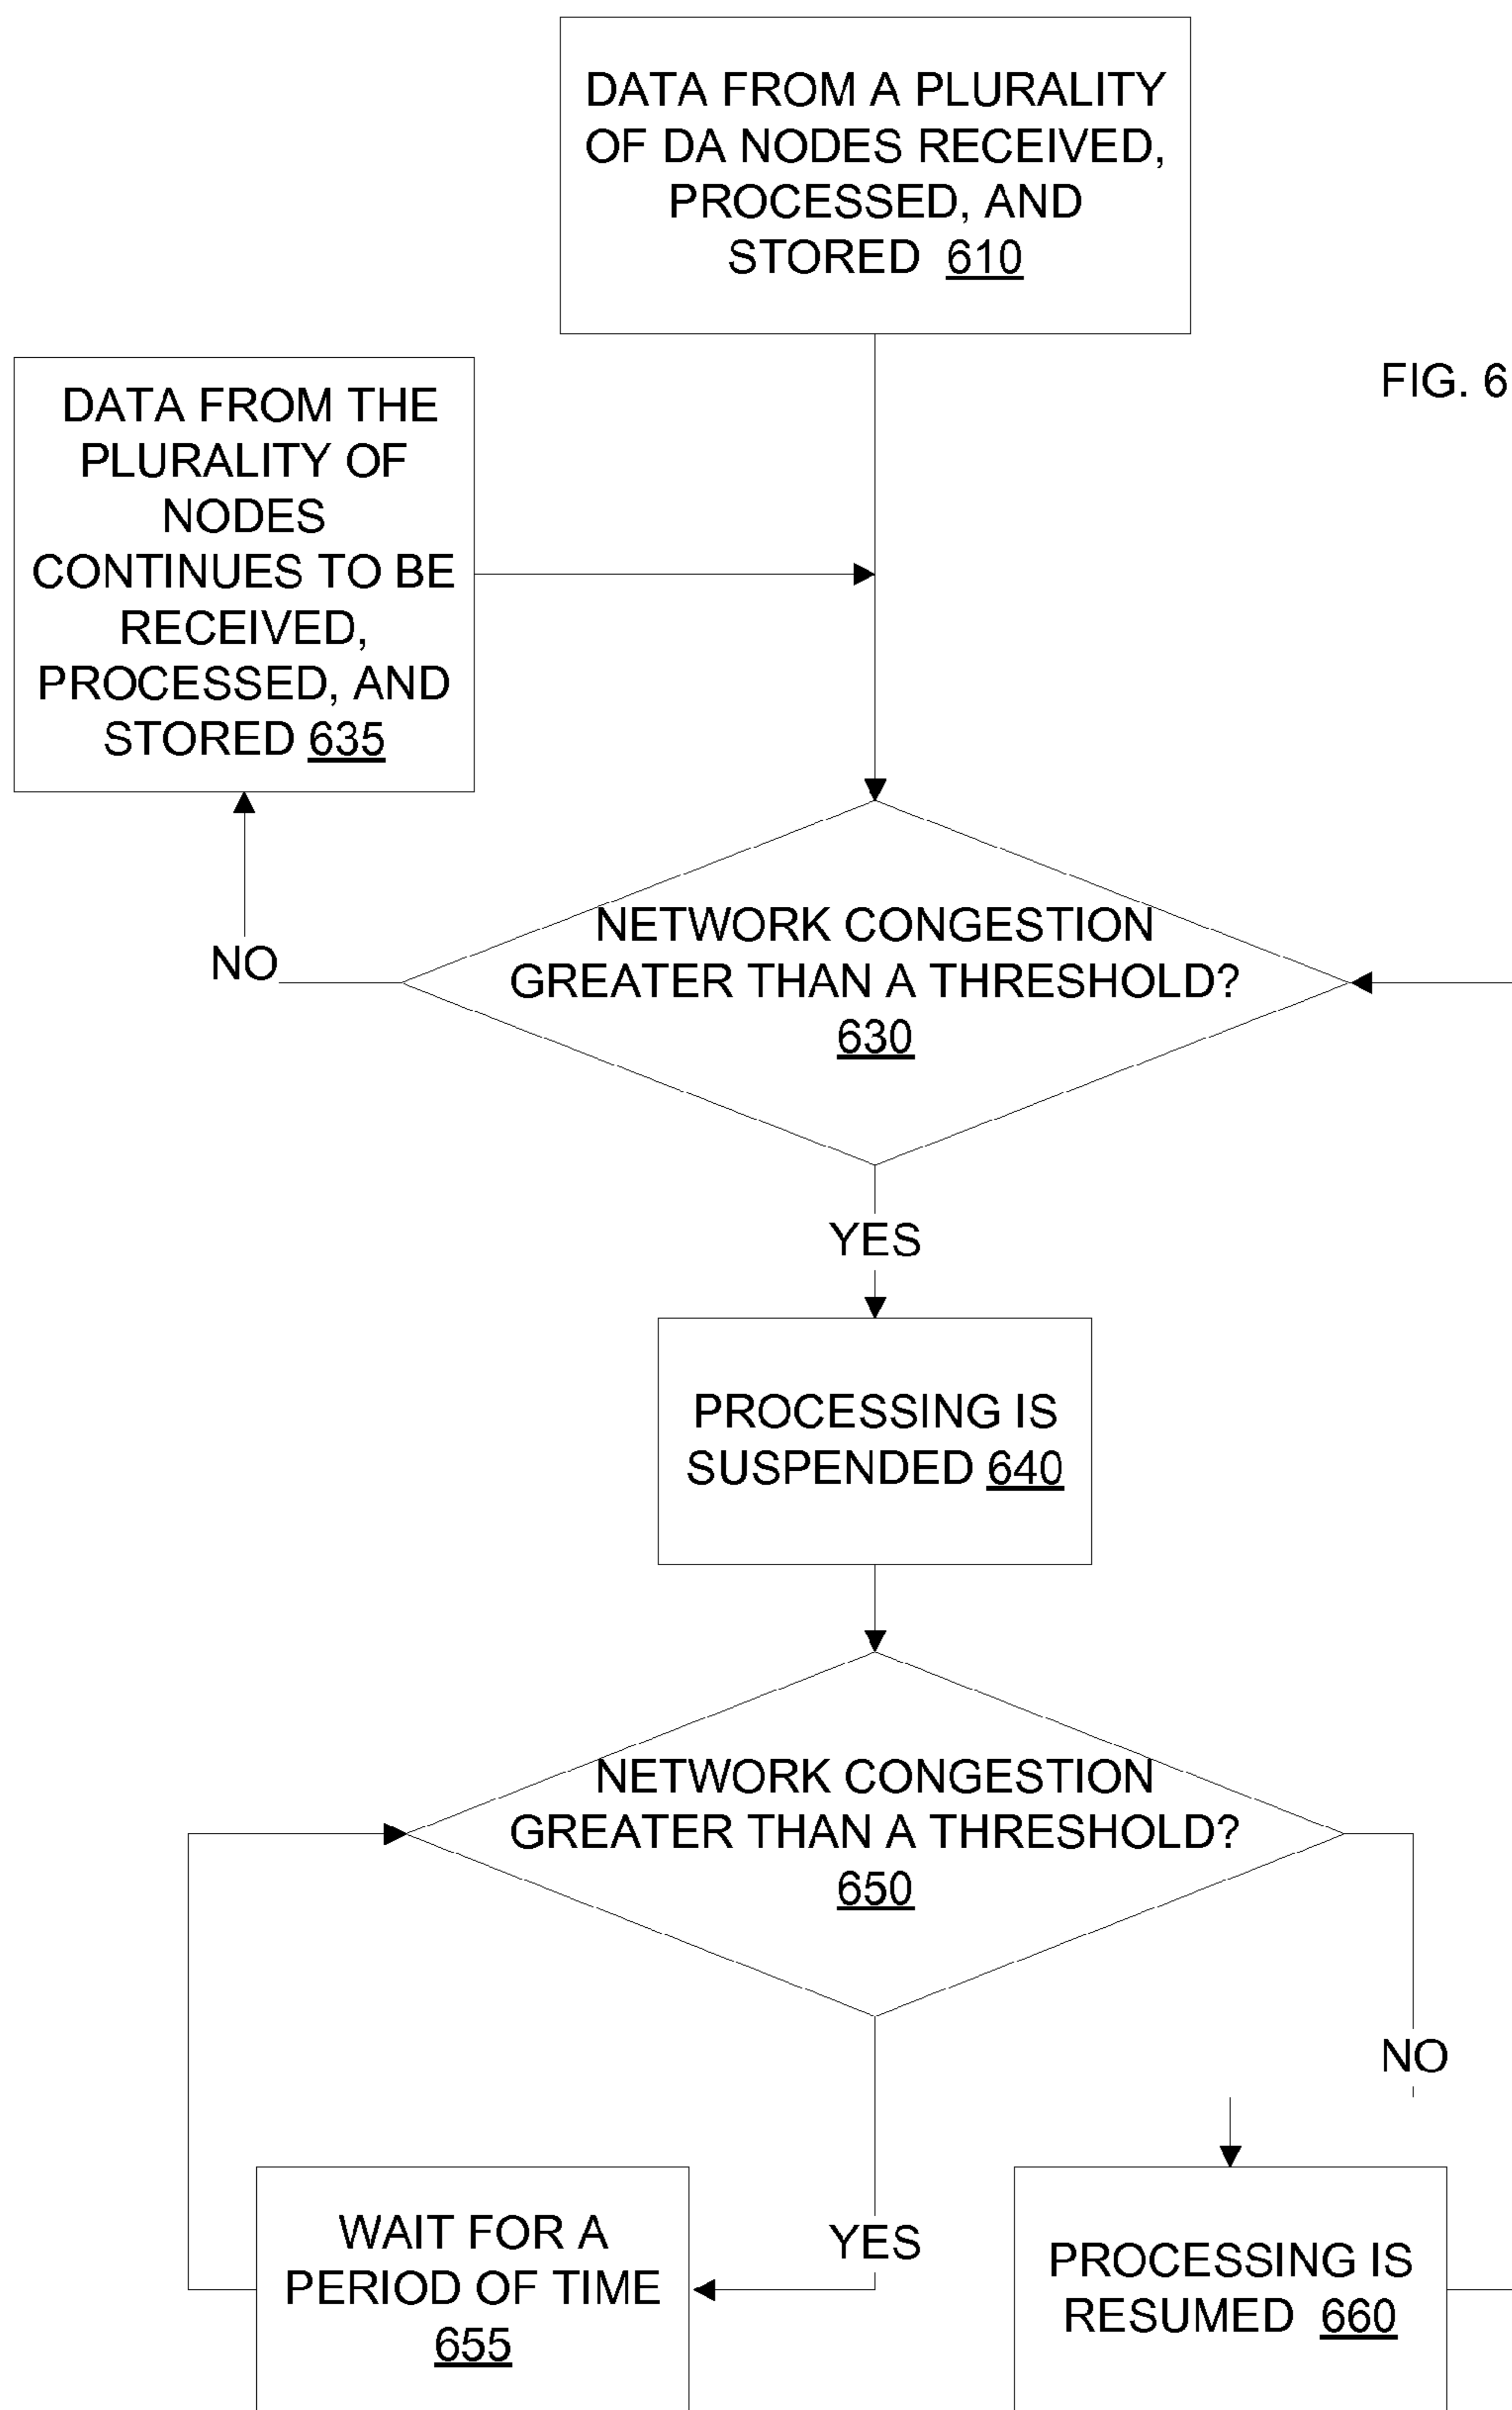 DATA FROM A PLURALITY
OF DA NODES RECEIVED,
PROCESSED, AND
STORED 610
FIG. 6
DATA FROM THE
PLURALITY OF
NODES
CONTINUES TO BE
RECEIVED,
PROCESSED, AND
STORED 635
NETWORK CONGESTION
GREATER THAN A THRESHOLD?
630
NO
YES
PROCESSING IS
SUSPENDED 640
NETWORK CONGESTION
GREATER THAN A THRESHOLD?
650
NO
YES
WAIT FOR A
PERIOD OF TIME
655
PROCESSING IS
RESUMED 660